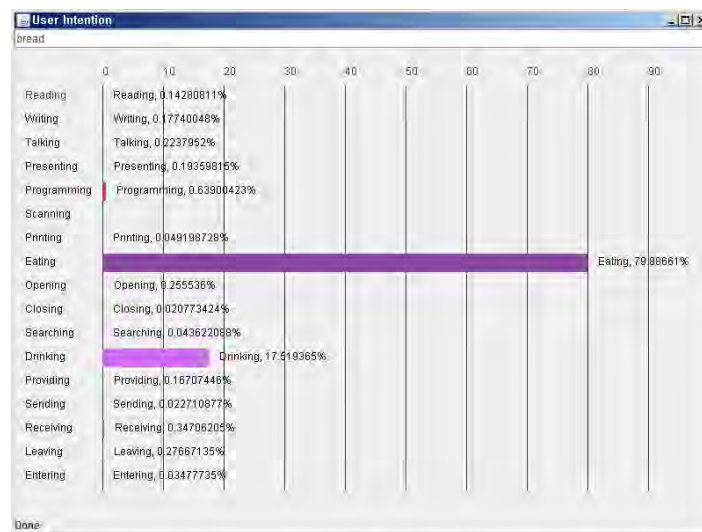 User Intention
bread
0 10 20 30 40 50 60 70 80 90
Reading Reading, 0.14280811%
Writing Writing, 0.17740048%
Talking Talking, 0.2237952%
Presenting Presenting, 0.19359815%
Programming Programming, 0.63900423%
Scanning
Printing Printing, 0.049198728%
Eating Eating, 79.88661%
Opening Opening, 0.255536%
Closing Closing, 0.020773424%
Searching Searching, 0.043622088%
Drinking Drinking, 17.519365%
Providing Providing, 0.16707446%
Sending Sending, 0.022710877%
Receiving Receiving, 0.34706205%
Leaving Leaving, 0.27667135%
Entering Entering, 0.03477735%
Done